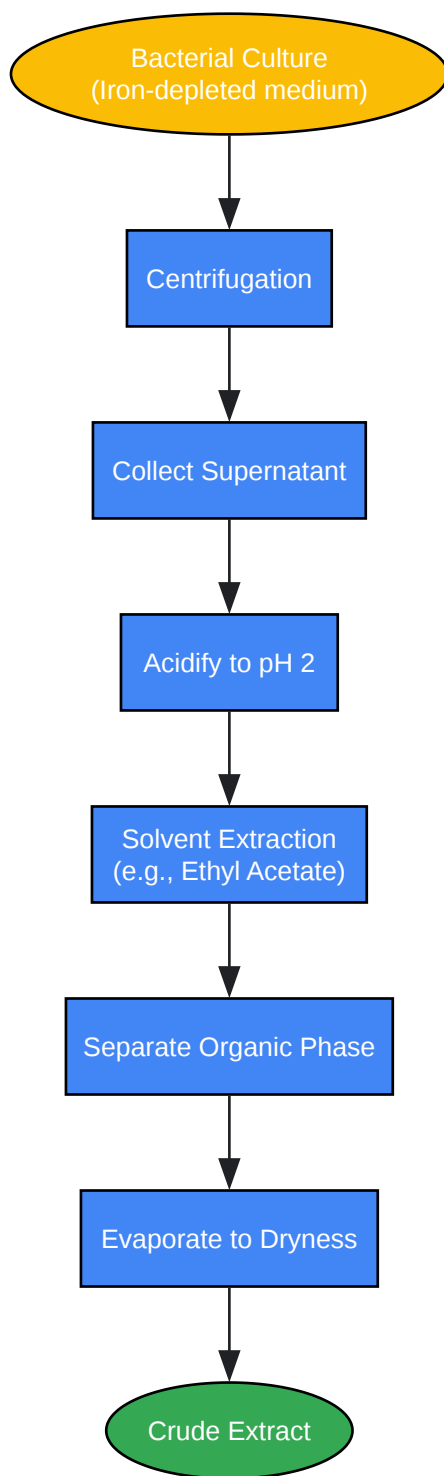 Bacterial Culture
(Iron-depleted medium)
Centrifugation
Collect Supernatant
Acidify to pH 2
Solvent Extraction
(e.g., Ethyl Acetate)
Separate Organic Phase
Evaporate to Dryness
Crude Extract